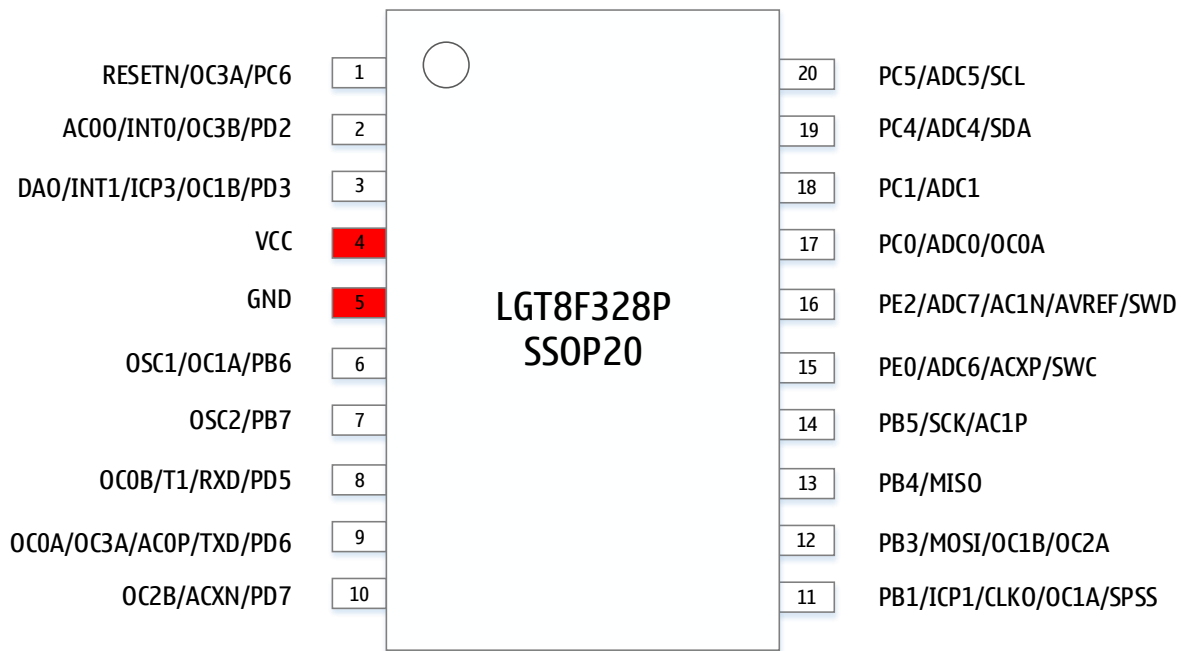 RESETN/OC3A/PC6 1 20 PC5/ADC5/SCL
AC0O/INT0/OC3B/PD2 2 19 PC4/ADC4/SDA
DAO/INT1/ICP3/OC1B/PD3 3 18 PC1/ADC1
VCC 4 17 PC0/ADC0/OC0A
GND 5 16 PE2/ADC7/AC1N/AVREF/SWD
LGT8F328P
SSOP20
OSC1/OC1A/PB6 6 15 PE0/ADC6/ACXP/SWC
OSC2/PB7 7 14 PB5/SCK/AC1P
OC0B/T1/RXD/PD5 8 13 PB4/MISO
OC0A/OC3A/AC0P/TXD/PD6 9 12 PB3/MOSI/OC1B/OC2A
OC2B/ACXN/PD7 10 11 PB1/ICP1/CLKO/OC1A/SPSS